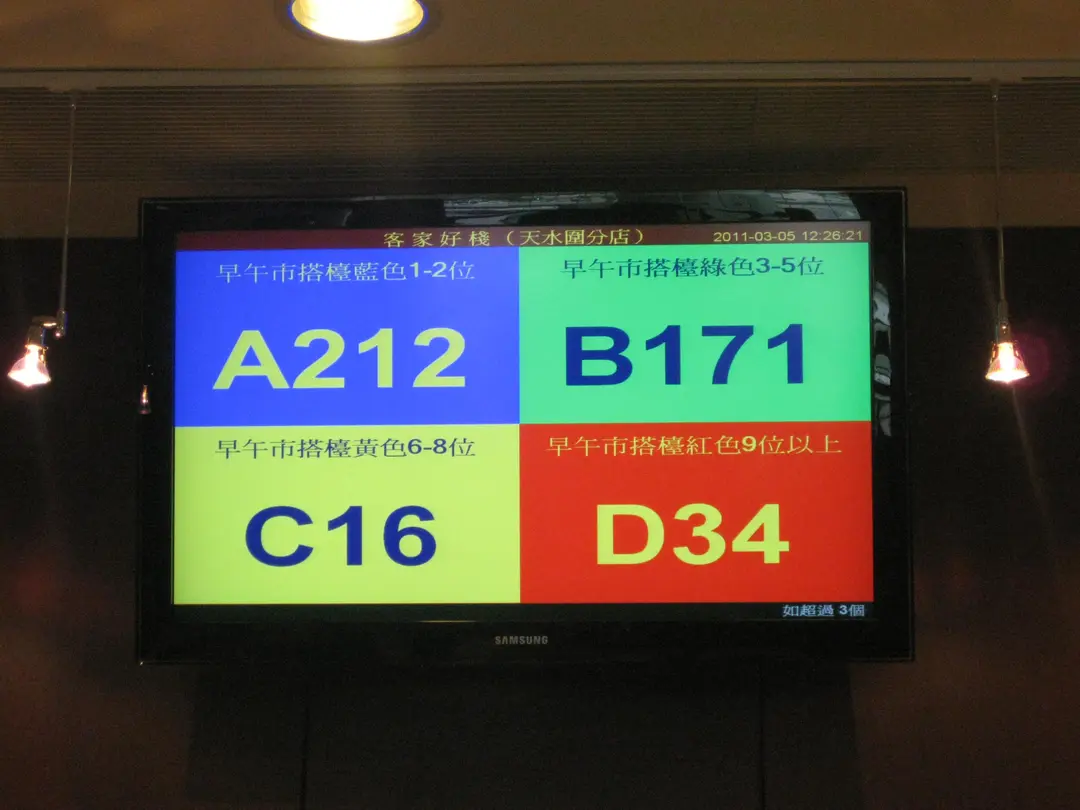 客家好棧（天水圍分店） 2011-03-05 12:26:21
早午市搭檯藍色1-2位
A212
早午市搭檯綠色3-5位
B171
早午市搭檯黃色6-8位
C16
早午市搭檯紅色9位以上
D34
如超過 3個
SAMSUNG